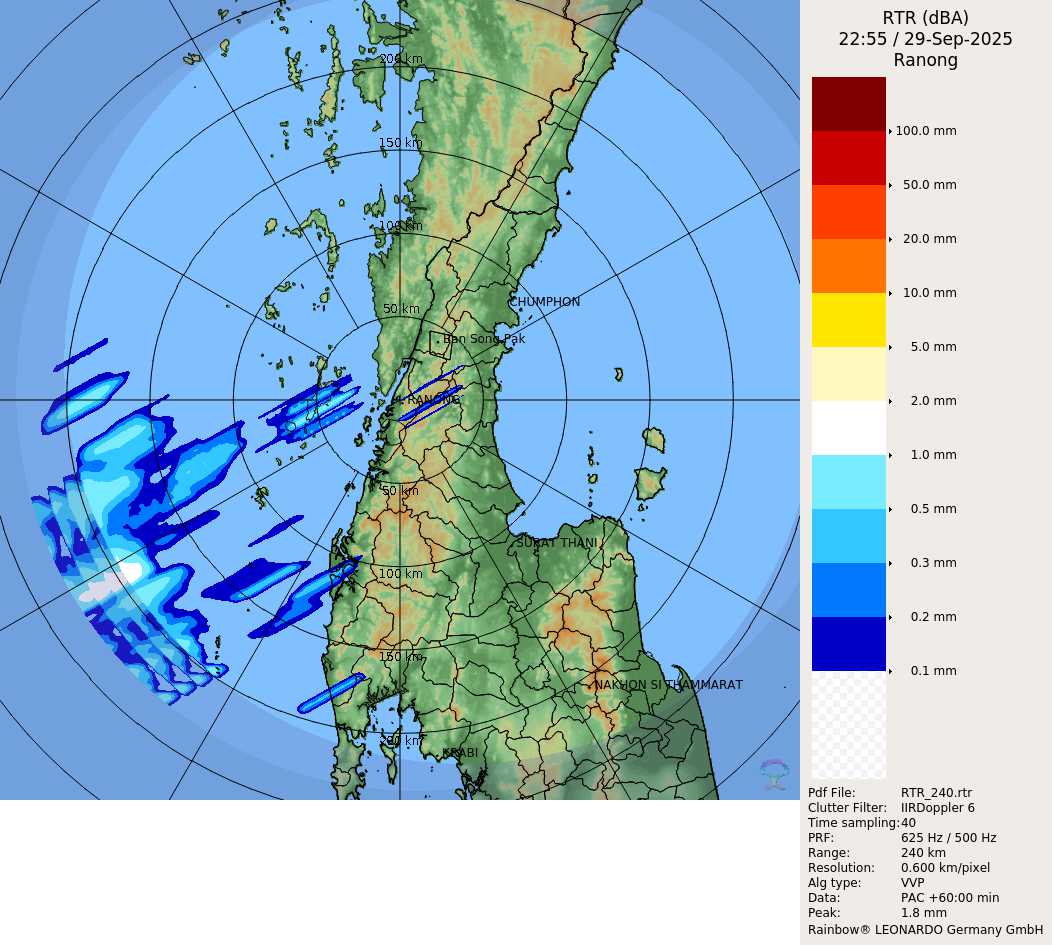 RTR (dBA)
22:55 / 29-Sep-2025
Ranong
200 km
150 km
100 km
50 km
CHUMPHON
Ban Song Pak
RANONG
50 km
SURAT THANI
100 km
150 km
NAKHON SI THAMMARAT
200 km
KRABI
100.0 mm
50.0 mm
20.0 mm
10.0 mm
5.0 mm
2.0 mm
1.0 mm
0.5 mm
0.3 mm
0.2 mm
0.1 mm
Pdf File: RTR_240.rtr
Clutter Filter: IIRDoppler 6
Time sampling:40
PRF: 625 Hz / 500 Hz
Range: 240 km
Resolution: 0.600 km/pixel
Alg type: VVP
Data: PAC +60:00 min
Peak: 1.8 mm
Rainbow® LEONARDO Germany GmbH